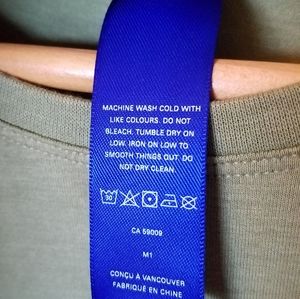 MACHINE WASH COLD WITH
LIKE COLOURS. DO NOT
BLEACH. TUMBLE DRY ON
LOW. IRON ON LOW TO
SMOOTH THINGS OUT. DO
NOT DRY CLEAN.
30
CA 59009
M1
CONÇU À VANCOUVER
FABRIQUÉ EN CHINE